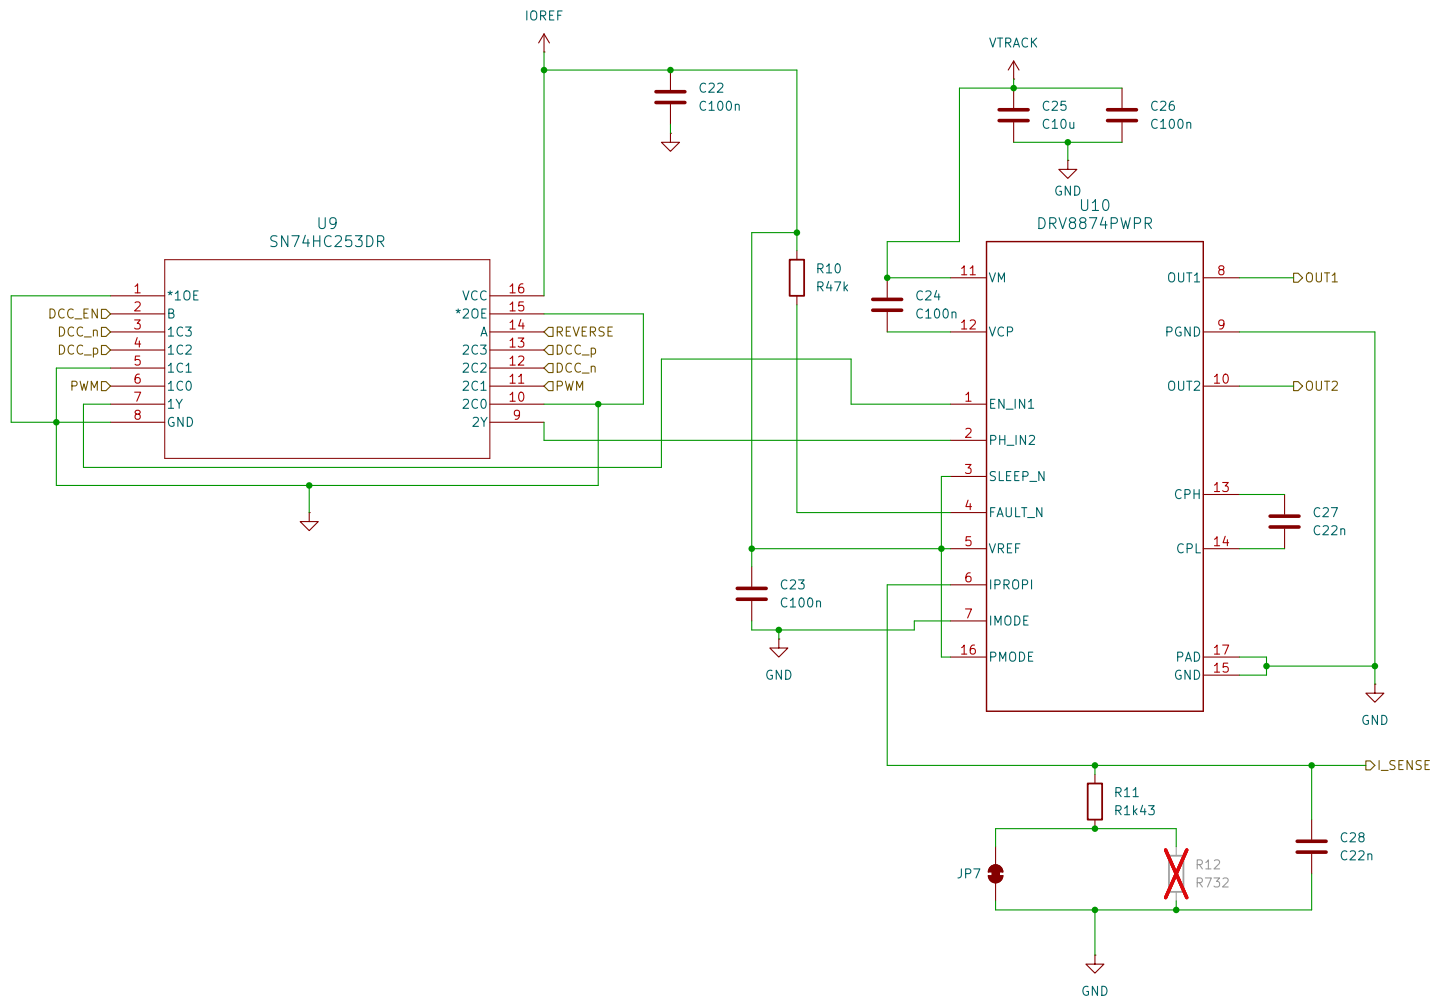 IOREF
VTRACK
C22
C100n
C25
C10u
C26
C100n
GND
U10
DRV8874PWPR
U9
SN74HC253DR
R10
R47k
C24
C100n
1 *1OE
DCC_EN 2 B
DCC_n 3 1C3
DCC_p 4 1C2
5 1C1
PWM 6 1C0
7 1Y
8 GND
VCC 16
*2OE 15
A 14 REVERSE
2C3 13 DCC_p
2C2 12 DCC_n
2C1 11 PWM
2C0 10
2Y 9
11 VM
12 VCP
1 EN_IN1
2 PH_IN2
3 SLEEP_N
4 FAULT_N
5 VREF
6 IPROPI
7 IMODE
16 PMODE
OUT1 8 OUT1
PGND 9
OUT2 10 OUT2
CPH 13
CPL 14
PAD 17
GND 15
C27
C22n
C23
C100n
GND
GND
I_SENSE
R11
R1k43
JP7
R12
R732
C28
C22n
GND